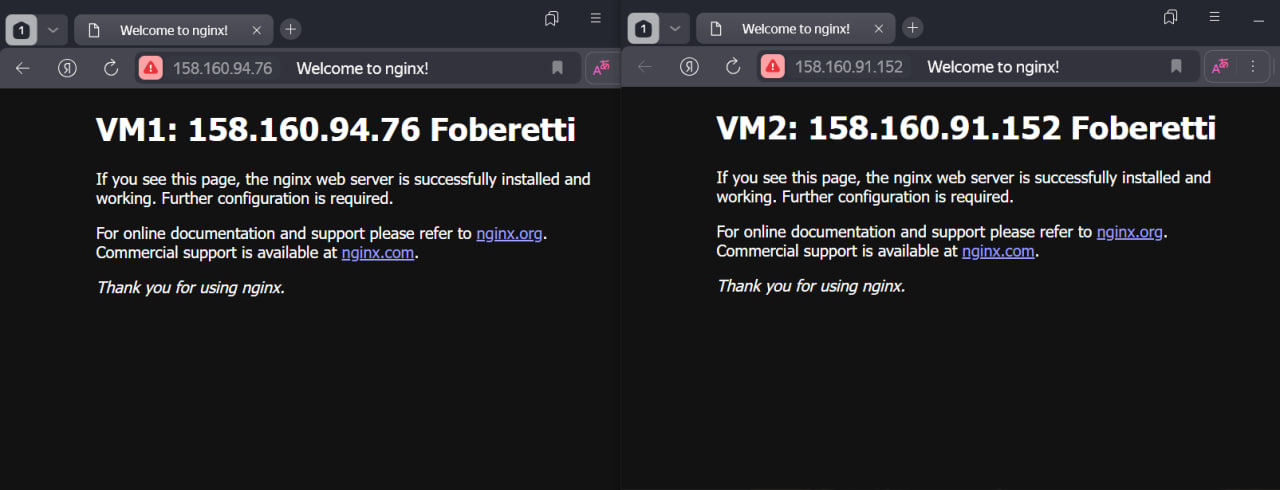 1
Welcome to nginx!
Я
158.160.94.76 Welcome to nginx!
Aあ
VM1: 158.160.94.76 Foberetti
If you see this page, the nginx web server is successfully installed and
working. Further configuration is required.
For online documentation and support please refer to nginx.org.
Commercial support is available at nginx.com.
Thank you for using nginx.
1
Welcome to nginx!
Я
158.160.91.152 Welcome to nginx!
Aあ
VM2: 158.160.91.152 Foberetti
If you see this page, the nginx web server is successfully installed and
working. Further configuration is required.
For online documentation and support please refer to nginx.org.
Commercial support is available at nginx.com.
Thank you for using nginx.